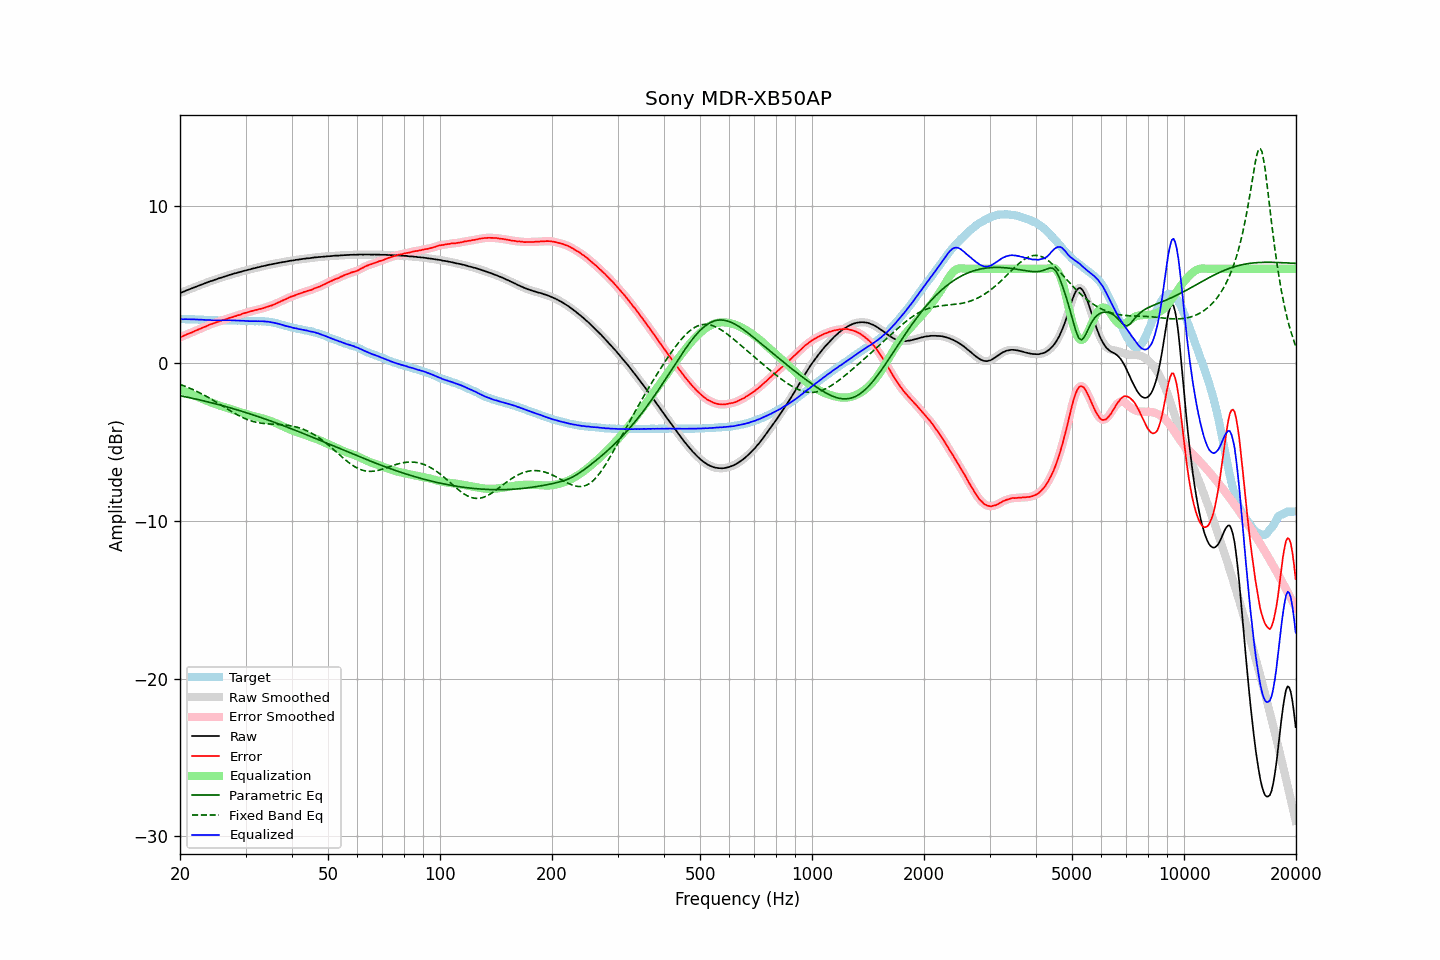 Sony MDR-XB50AP
Amplitude (dBr)
10
0
−10
−20
−30
Target
Raw Smoothed
Error Smoothed
Raw
Error
Equalization
Parametric Eq
Fixed Band Eq
Equalized
20 50 100 200 500 1000 2000 5000 10000 20000
Frequency (Hz)